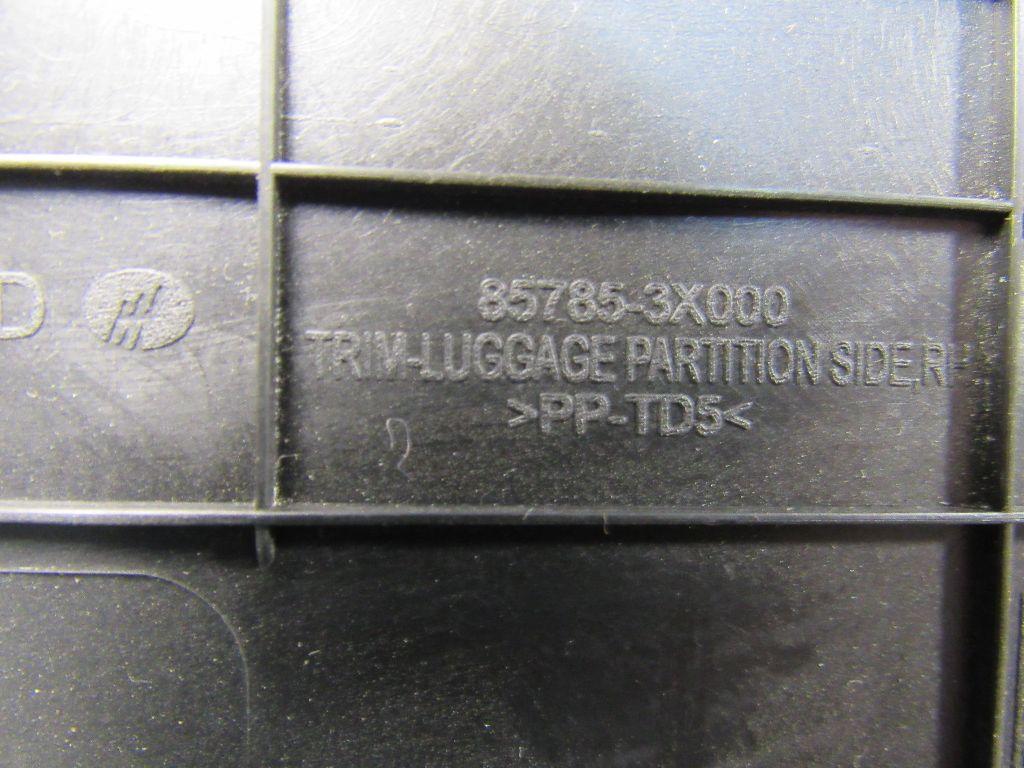 D
85785-3X000
TRIM-LUGGAGE PARTITION SIDE,RH
>PP-TD5<